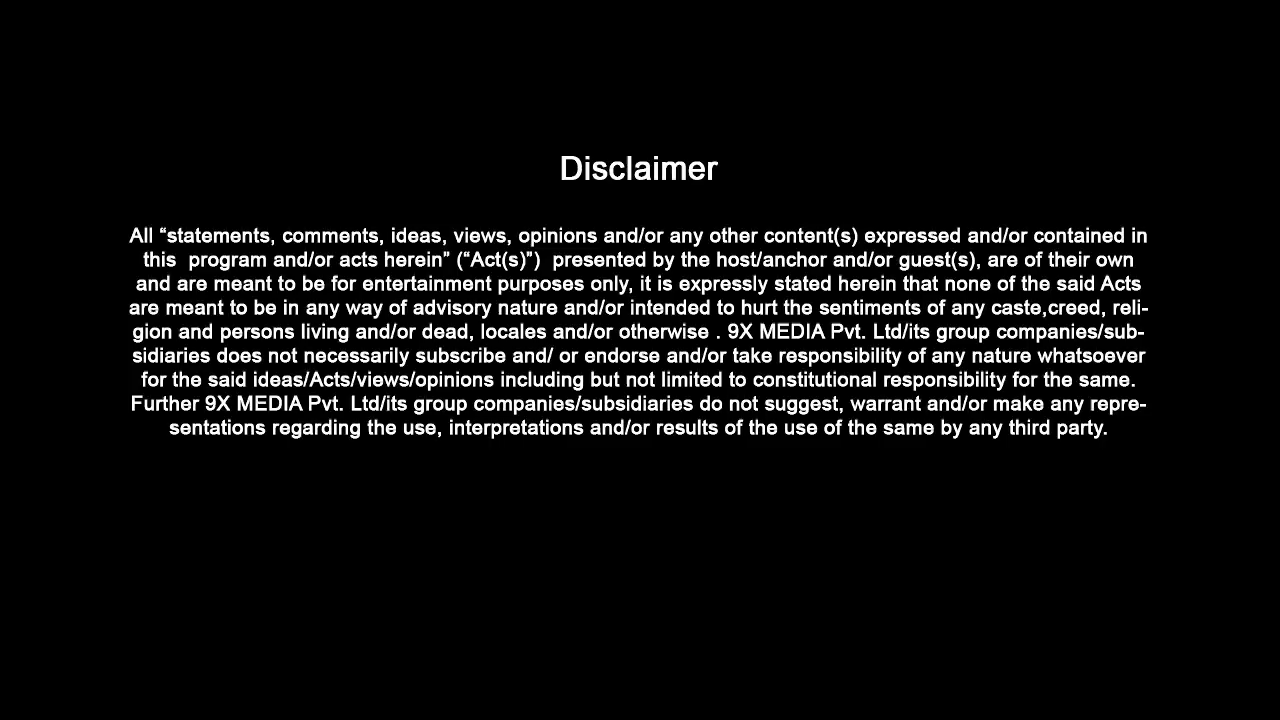 Disclaimer
All “statements, comments, ideas, views, opinions and/or any other content(s) expressed and/or contained in
this  program and/or acts herein” (“Act(s)”)  presented by the host/anchor and/or guest(s), are of their own
and are meant to be for entertainment purposes only, it is expressly stated herein that none of the said Acts
are meant to be in any way of advisory nature and/or intended to hurt the sentiments of any caste,creed, reli-
gion and persons living and/or dead, locales and/or otherwise . 9X MEDIA Pvt. Ltd/its group companies/sub-
sidiaries does not necessarily subscribe and/ or endorse and/or take responsibility of any nature whatsoever
for the said ideas/Acts/views/opinions including but not limited to constitutional responsibility for the same.
Further 9X MEDIA Pvt. Ltd/its group companies/subsidiaries do not suggest, warrant and/or make any repre-
sentations regarding the use, interpretations and/or results of the use of the same by any third party.